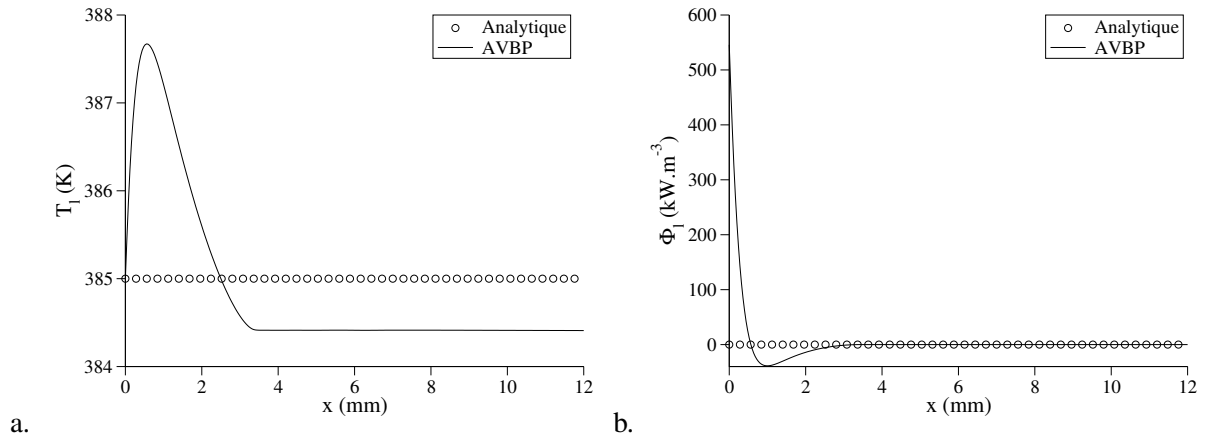 388
387
386
385
384
T_l (K)
0 2 4 6 8 10 12
x (mm)
Analytique
AVBP
a.
600
500
400
300
200
100
0
Φ_l (kW.m⁻³)
0 2 4 6 8 10 12
x (mm)
Analytique
AVBP
b.